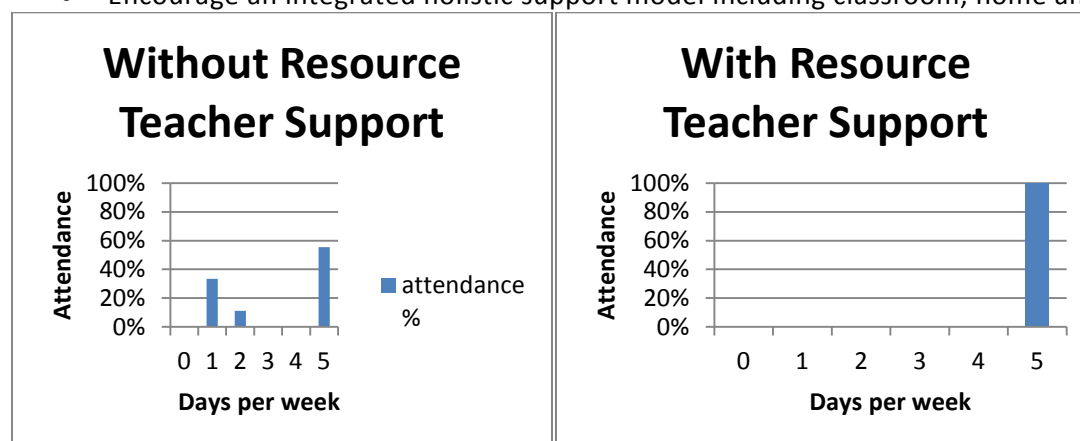 • Encourage an integrated holistic support model including classroom, home an
Without Resource
Teacher Support
100%
80%
60%
40%
20%
0%
Attendance
0 1 2 3 4 5
Days per week
attendance
%
With Resource
Teacher Support
100%
80%
60%
40%
20%
0%
Attendance
0 1 2 3 4 5
Days per week